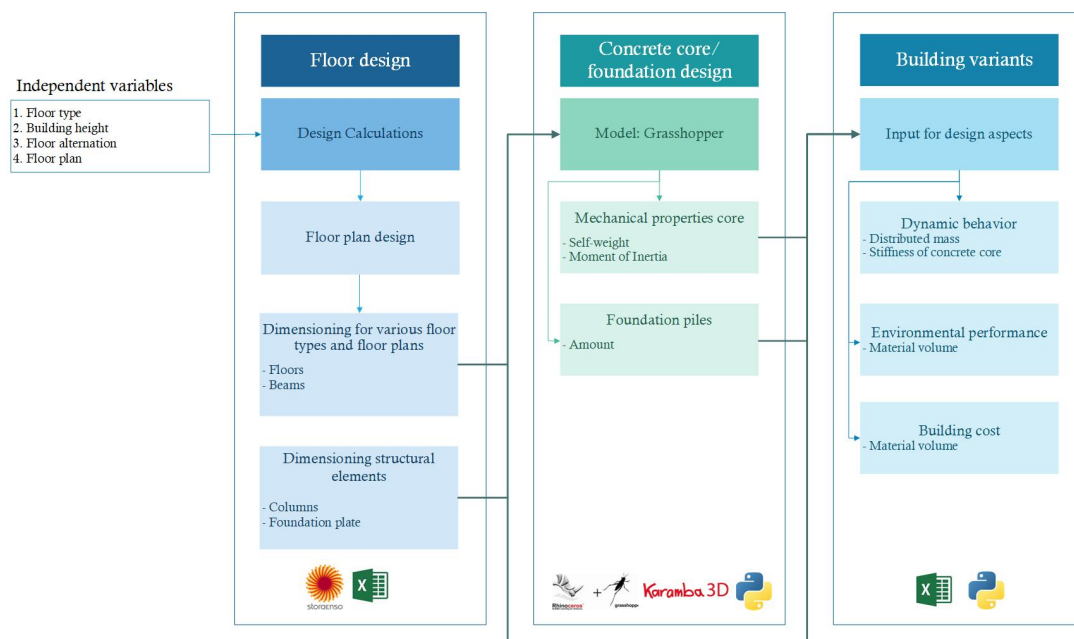 Independent variables
1. Floor type
2. Building height
3. Floor alternation
4. Floor plan
Floor design
Design Calculations
Floor plan design
Dimensioning for various floor
types and floor plans
- Floors
- Beams
Dimensioning structural
elements
- Columns
- Foundation plate
storaenso
X
Concrete core/
foundation design
Model: Grasshopper
Mechanical properties core
- Self-weight
- Moment of Inertia
Foundation piles
- Amount
Rhinoceros
+
grasshopper
Karamba 3D
Building variants
Input for design aspects
Dynamic behavior
- Distributed mass
- Stiffness of concrete core
Environmental performance
- Material volume
Building cost
- Material volume
X